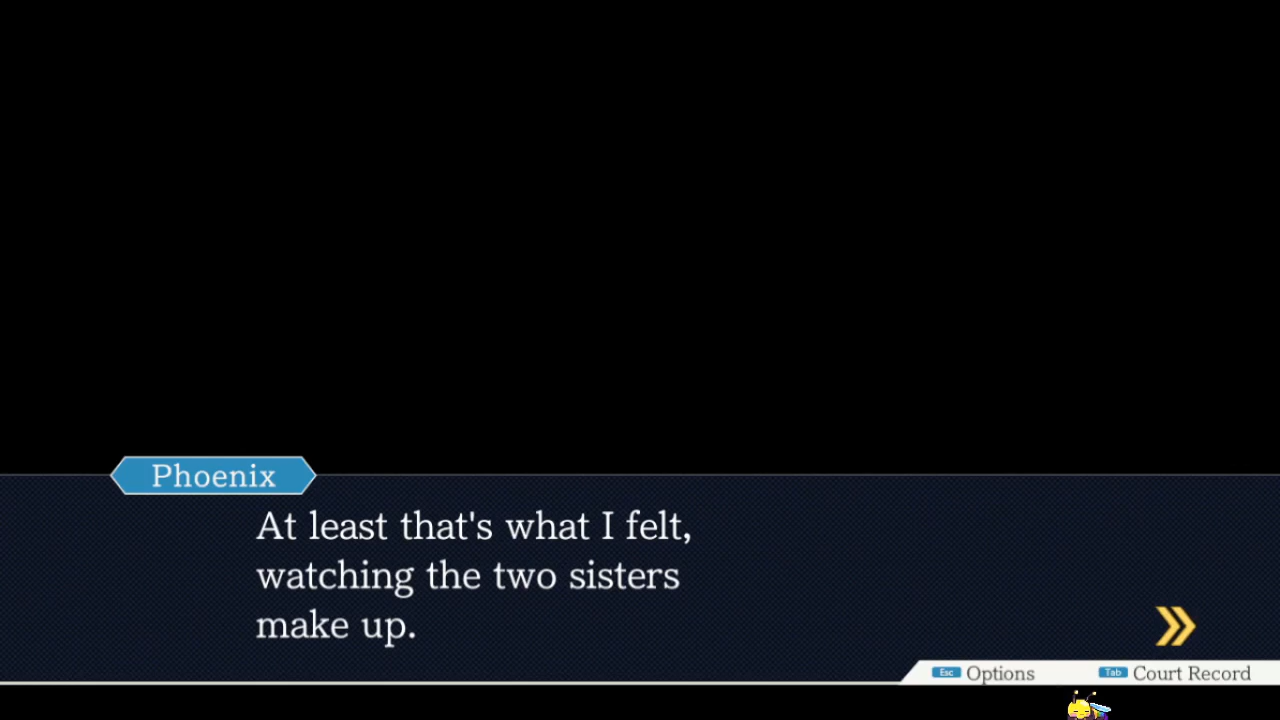 Phoenix
At least that's what I felt,
watching the two sisters
make up.
Esc Options Tab Court Record